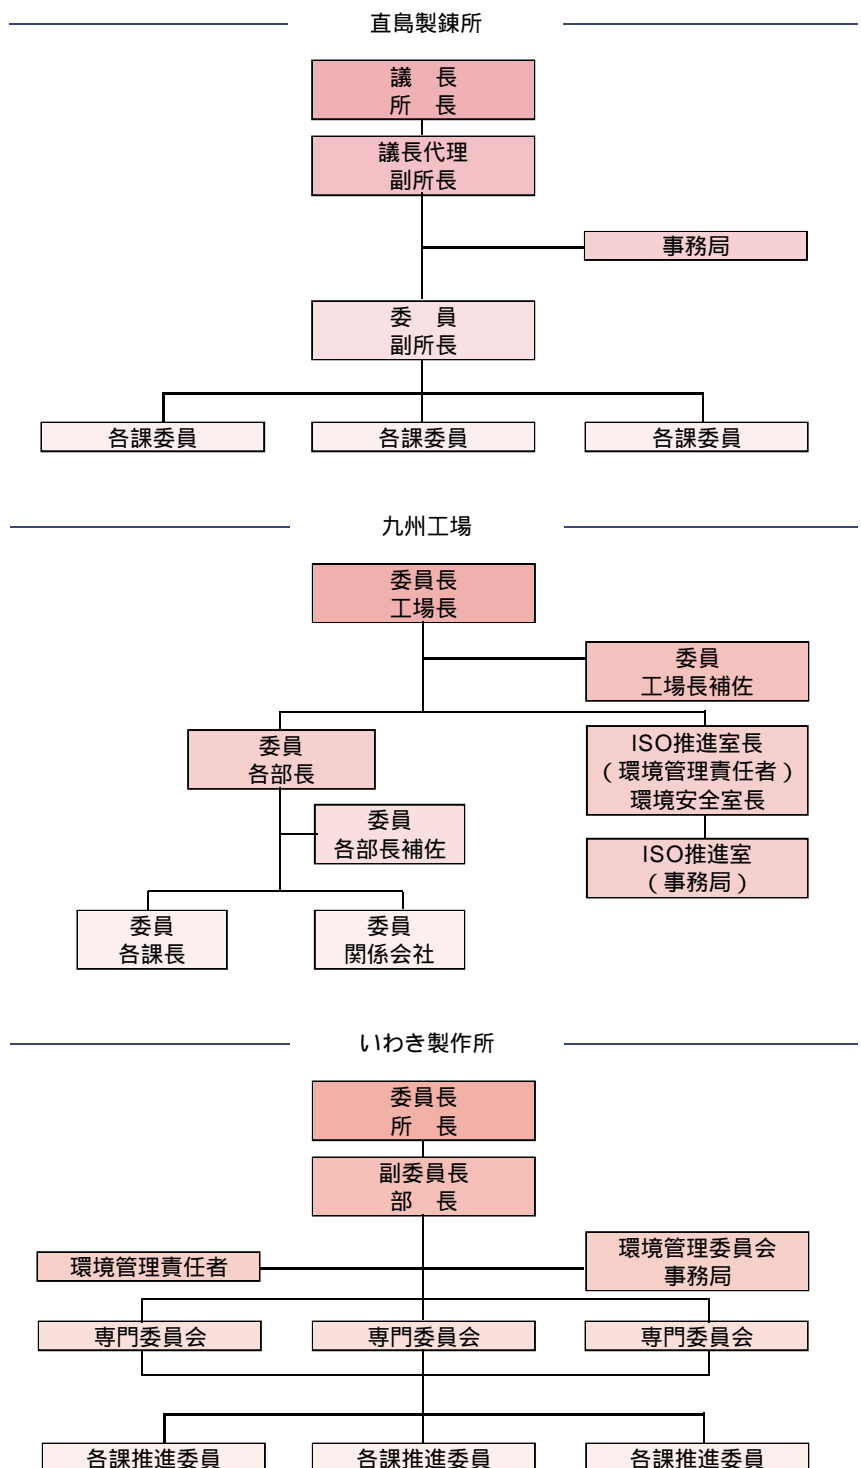 直島製錬所
議　長
所　長
議長代理
副所長
事務局
委　員
副所長
各課委員
各課委員
各課委員
九州工場
委員長
工場長
委員
工場長補佐
委員
各部長
ISO推進室長
（環境管理責任者）
環境安全室長
委員
各部長補佐
ISO推進室
（事務局）
委員
各課長
委員
関係会社
いわき製作所
委員長
所　長
副委員長
部　長
環境管理責任者
環境管理委員会
事務局
専門委員会
専門委員会
専門委員会
各課推進委員
各課推進委員
各課推進委員